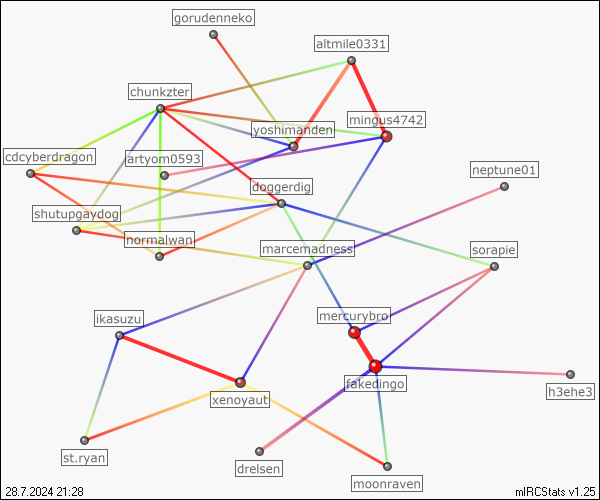 gorudenneko
altmile0331
chunkzter
mingus4742
yoshimanden
cdcyberdragon
artyom0593
neptune01
doggerdig
shutupgaydog
normalwan
marcemadness
sorapie
ikasuzu
mercurybro
fakedingo
h3ehe3
xenoyaut
st.ryan
drelsen
moonraven
28.7.2024 21:28
mIRCStats v1.25